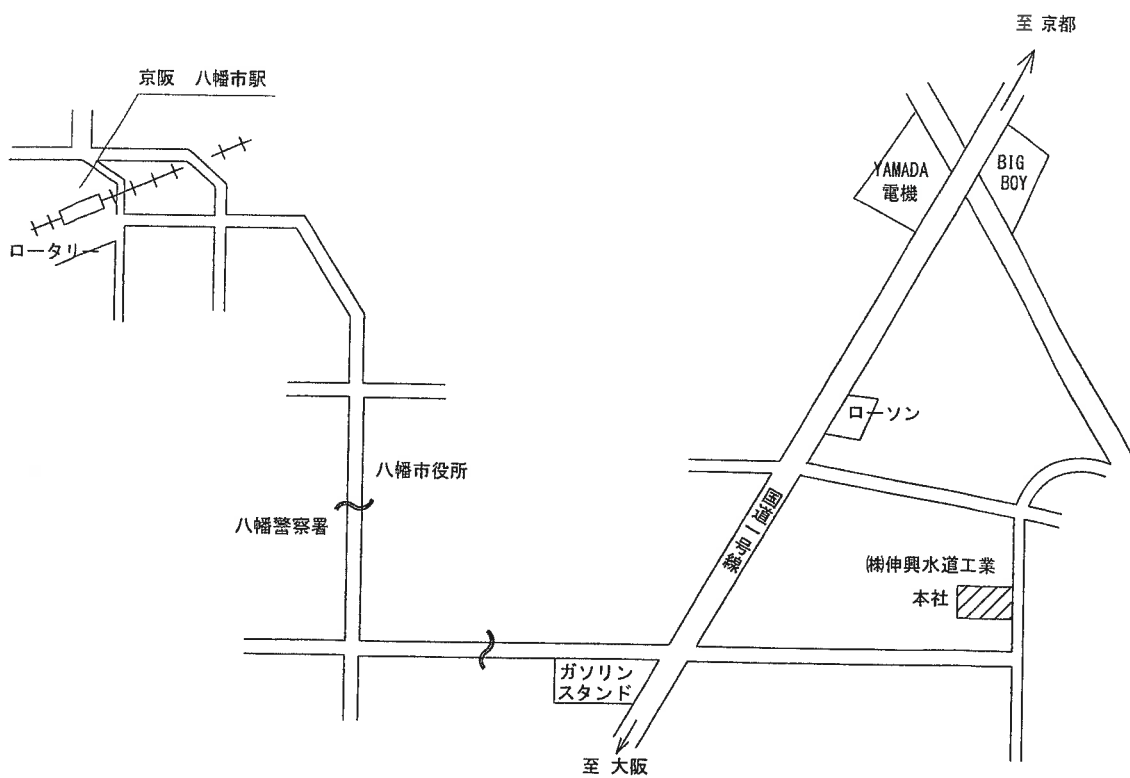 至 京都
京阪 八幡市駅
YAMADA
電機
BIG
BOY
ロータリー
ローソン
八幡市役所
国道一号線
八幡警察署
㈱伸興水道工業
本社
ガソリン
スタンド
至 大阪